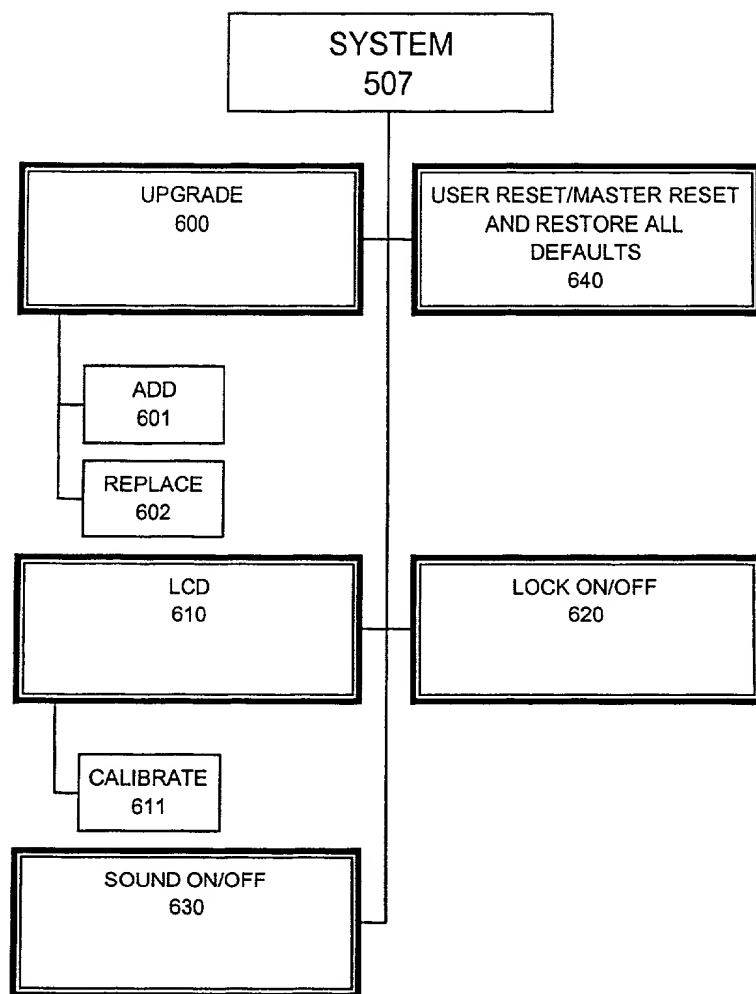 SYSTEM
507
UPGRADE
600
USER RESET/MASTER RESET
AND RESTORE ALL
DEFAULTS
640
ADD
601
REPLACE
602
LCD
610
LOCK ON/OFF
620
CALIBRATE
611
SOUND ON/OFF
630